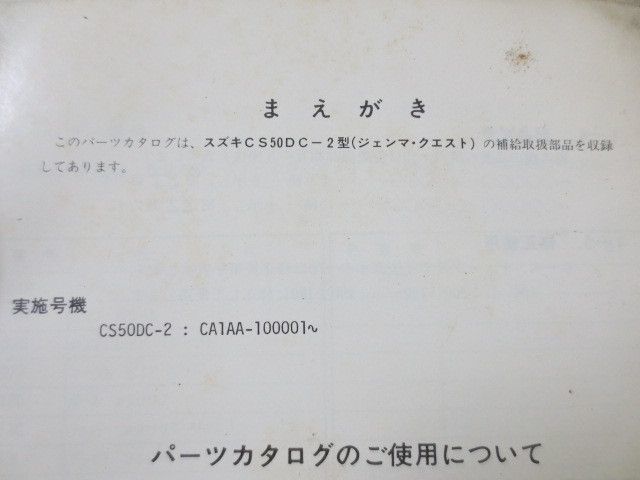 まえがき
このパーツカタログは、スズキCS50DC－2型(ジェンマ・クエスト)の補給取扱部品を収録
してあります。
実施号機
CS50DC-2 : CA1AA-100001~
パーツカタログのご使用について